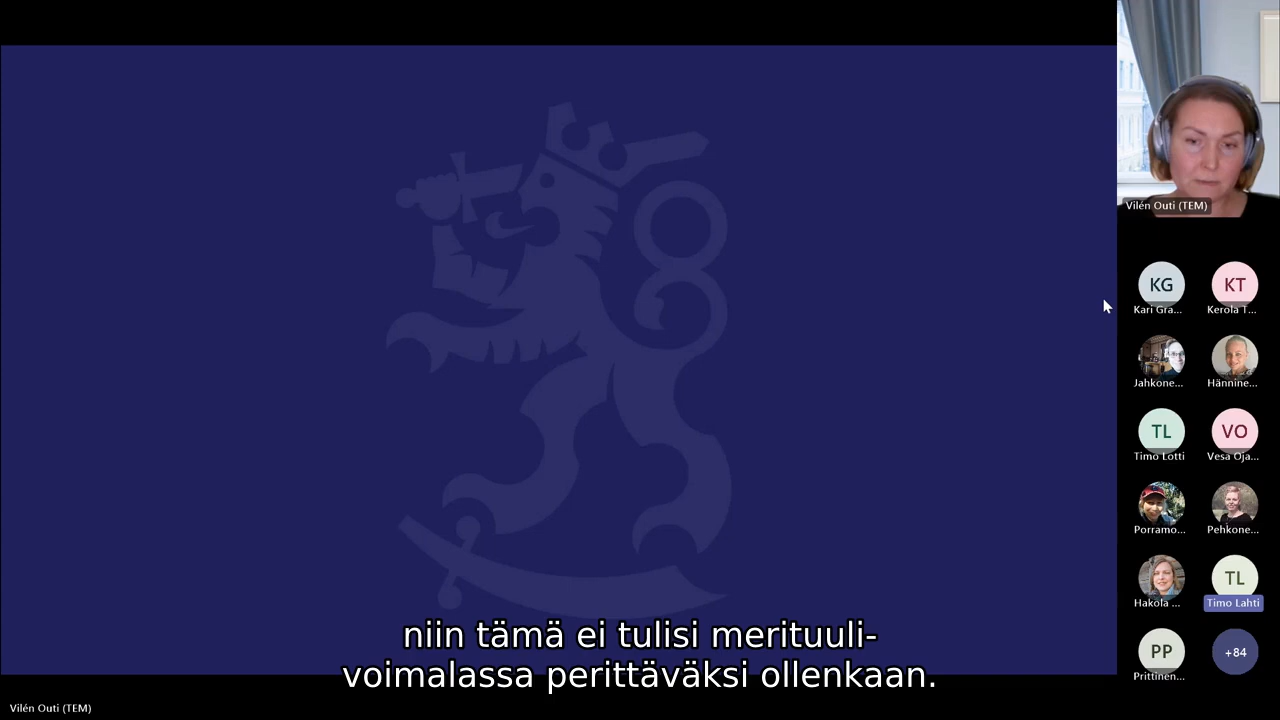 Vilén Outi (TEM)
KG
KT
Kari Gra...
Kerola T...
Jahkone...
Hännine...
TL
VO
Timo Lotti
Vesa Oja...
Porramo...
Pehkone...
TL
Hakola ...
Timo Lahti
PP
+84
Prittinen...
niin tämä ei tulisi merituuli-
voimalassa perittäväksi ollenkaan.
Vilén Outi (TEM)